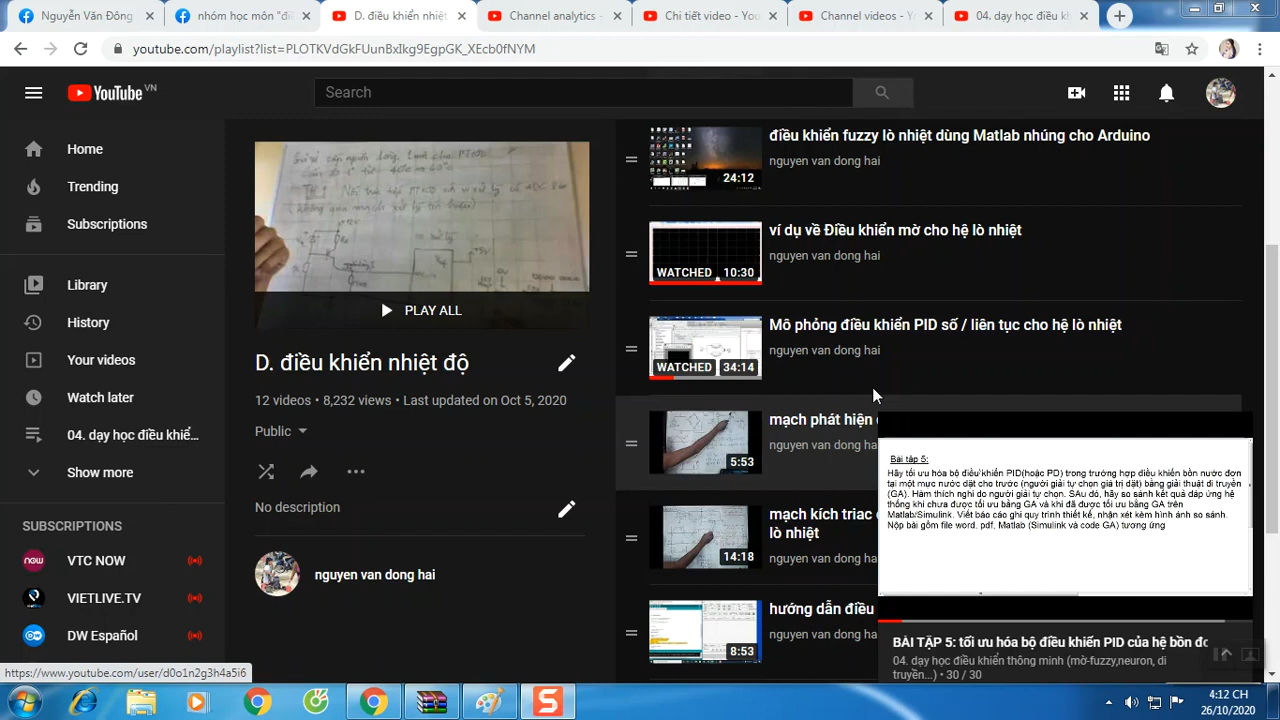 Nguyễn Văn Đông
nhóm học môn "điề
D. điều khiển nhiệt
Channel analytics -
Chi tiết video - You
Channel videos - Yo
04. dạy học điều kh
youtube.com/playlist?list=PLOTKVdGkFUunBxIkg9EgpGK_XEcb0fNYM
YouTube VN
Search
Home
Trending
Subscriptions
Library
History
Your videos
Watch later
04. dạy học điều khiể...
Show more
SUBSCRIPTIONS
now
VTC NOW
VIETLIVE.TV
DW Español
https://www.youtube.com/user/d0o1n2g3h4a5i6
PLAY ALL
D. điều khiển nhiệt độ
12 videos • 8,232 views • Last updated on Oct 5, 2020
Public
No description
nguyen van dong hai
điều khiển fuzzy lò nhiệt dùng Matlab nhúng cho Arduino
nguyen van dong hai
24:12
ví dụ về Điều khiển mờ cho hệ lò nhiệt
nguyen van dong hai
WATCHED 10:30
Mô phỏng điều khiển PID số / liên tục cho hệ lò nhiệt
nguyen van dong hai
WATCHED 34:14
mạch phát hiện
nguyen van dong ha
5:53
mạch kích triac
lò nhiệt
nguyen van dong ha
14:18
hướng dẫn điều
nguyen van dong ha
8:53
Bài tập 5:
Hãy tối ưu hóa bộ điều khiển PID(hoặc PD) trong trường hợp điều khiển bồn nước đơn
tại một mực nước đặt cho trước (người giải tự chọn giá trị đặt) bằng giải thuật di truyền
(GA). Hàm thích nghi do người giải tự chọn. SAu đó, hãy so sánh kết quả đáp ứng hệ
thống khi chưa được tối ưu bằng GA và khi đã được tối ưu bằng GA trên
Matlab/Simulink. Viết báo cáo ghi quy trình thiết kế, nhận xét kèm hình ảnh so sánh.
Nộp bài gồm file word, pdf, Matlab (Simulink và code GA) tương ứng
BÀI TẬP 5: tối ưu hóa bộ điều khiển PID của hệ bồn đơ
04. dạy học điều khiển thông minh (mờ-fuzzy,neuron, di
truyền...) • 30 / 30
4:12 CH
26/10/2020